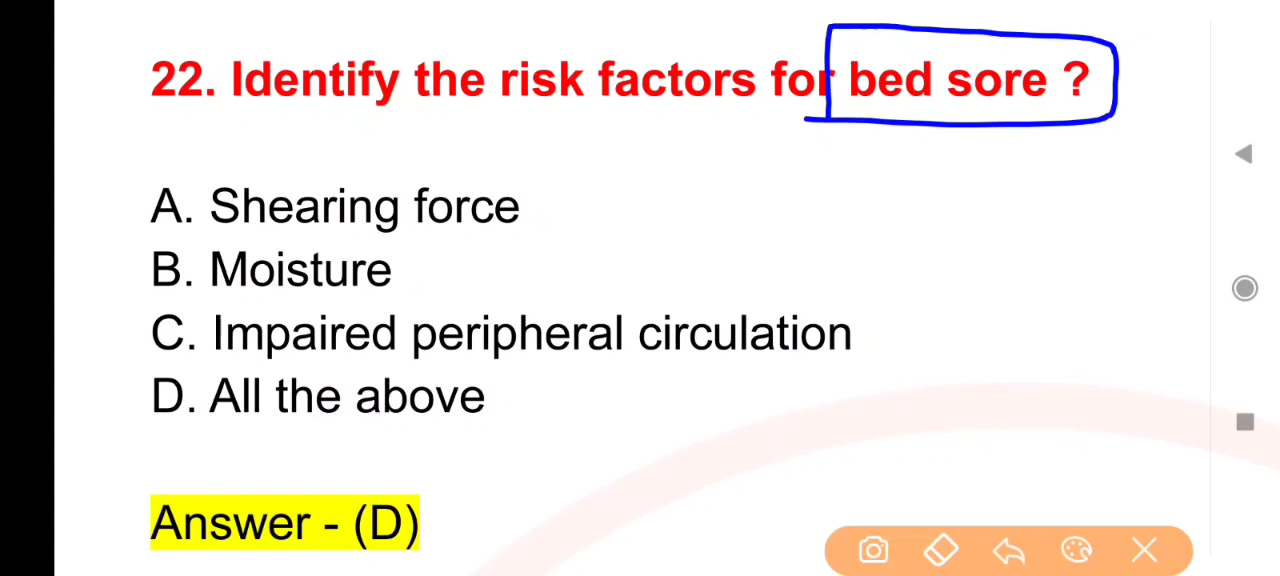 22. Identify the risk factors for bed sore ?
A. Shearing force
B. Moisture
C. Impaired peripheral circulation
D. All the above
Answer - (D)